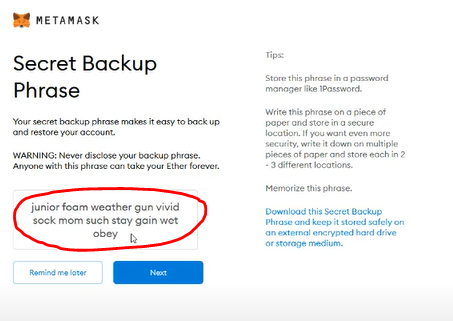 METAMASK
Secret Backup
Phrase
Your secret backup phrase makes it easy to back up
and restore your account.
WARNING: Never disclose your backup phrase.
Anyone with this phrase can take your Ether forever.
junior foam weather gun vivid
sock mom such stay gain wet
obey
Remind me later
Next
Tips:
Store this phrase in a password
manager like 1Password.
Write this phrase on a piece of
paper and store in a secure
location. If you want even more
security, write it down on multiple
pieces of paper and store each in 2
- 3 different locations.
Memorize this phrase.
Download this Secret Backup
Phrase and keep it stored safely on
an external encrypted hard drive
or storage medium.